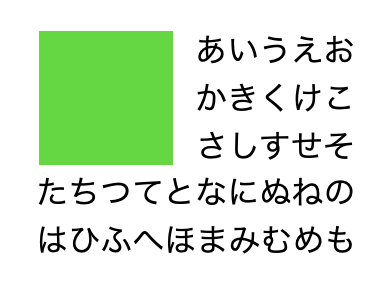 あいうえお
かきくけこ
さしすせそ
たちつてとなにぬねの
はひふへほまみむめも